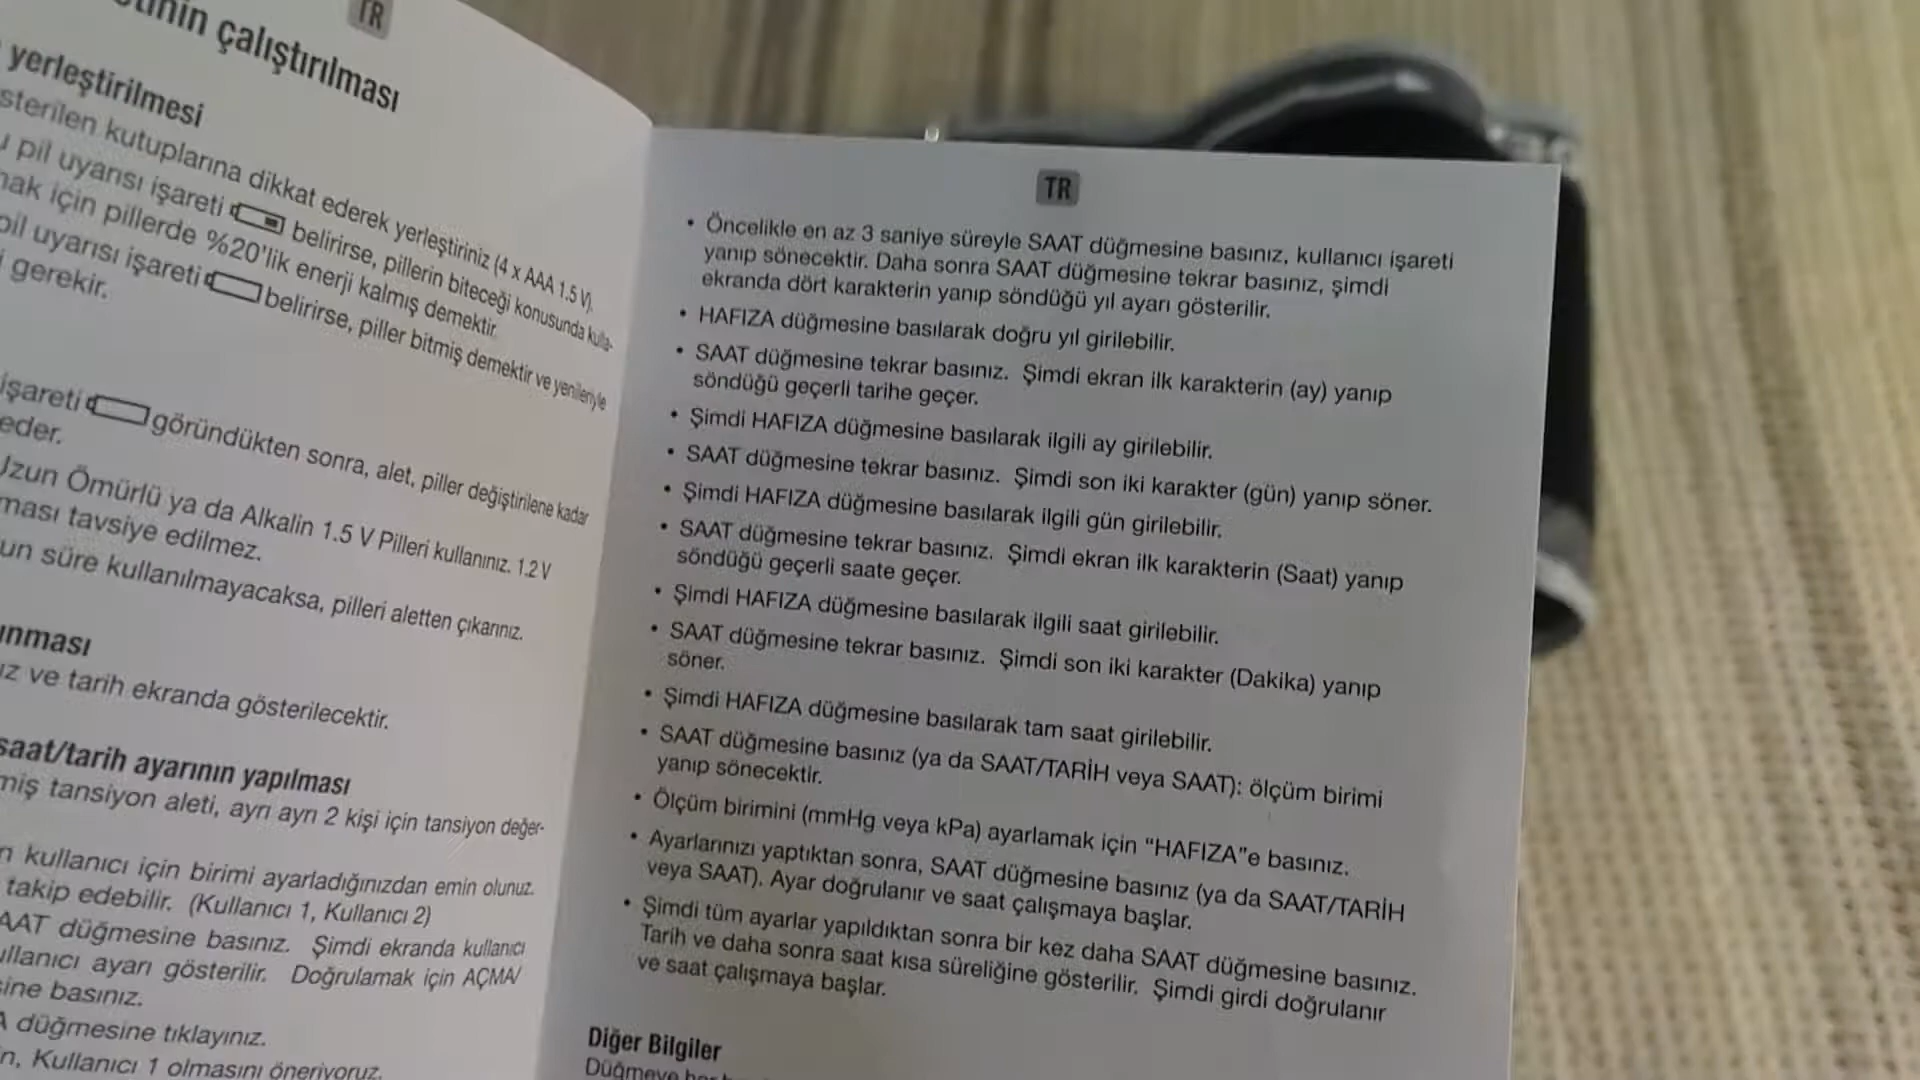 TR
çalıştırılması
yerleştirilmesi
kutuplarına dikkat ederek yerleştiriniz (4 x AAA 1.5 V).
pil uyarısı işareti belirirse, pillerin biteceği konusunda kulla-
için pillerde %20'lik enerji kalmış demektir.
uyarısı işareti belirirse, piller bitmiş demektir ve yenileriyle
gerekir.
işareti göründükten sonra, alet, piller değiştirilene kadar
eder.
Uzun Ömürlü ya da Alkalin 1.5 V Pilleri kullanınız. 1.2 V
tavsiye edilmez.
süre kullanılmayacaksa, pilleri aletten çıkarınız.
ve tarih ekranda gösterilecektir.
saat/tarih ayarının yapılması
tansiyon aleti, ayrı ayrı 2 kişi için tansiyon değer-
kullanıcı için birimi ayarladığınızdan emin olunuz.
takip edebilir. (Kullanıcı 1, Kullanıcı 2)
düğmesine basınız. Şimdi ekranda kullanıcı
ayarı gösterilir. Doğrulamak için AÇMA/
basınız.
düğmesine tıklayınız.
Kullanıcı 1 olmasını öneriyoruz.
TR
• Öncelikle en az 3 saniye süreyle SAAT düğmesine basınız, kullanıcı işareti
yanıp sönecektir. Daha sonra SAAT düğmesine tekrar basınız, şimdi
ekranda dört karakterin yanıp söndüğü yıl ayarı gösterilir.
• HAFIZA düğmesine basılarak doğru yıl girilebilir.
• SAAT düğmesine tekrar basınız. Şimdi ekran ilk karakterin (ay) yanıp
söndüğü geçerli tarihe geçer.
• Şimdi HAFIZA düğmesine basılarak ilgili ay girilebilir.
• SAAT düğmesine tekrar basınız. Şimdi son iki karakter (gün) yanıp söner.
• Şimdi HAFIZA düğmesine basılarak ilgili gün girilebilir.
• SAAT düğmesine tekrar basınız. Şimdi ekran ilk karakterin (Saat) yanıp
söndüğü geçerli saate geçer.
• Şimdi HAFIZA düğmesine basılarak ilgili saat girilebilir.
• SAAT düğmesine tekrar basınız. Şimdi son iki karakter (Dakika) yanıp
söner.
• Şimdi HAFIZA düğmesine basılarak tam saat girilebilir.
• SAAT düğmesine basınız (ya da SAAT/TARİH veya SAAT): ölçüm birimi
yanıp sönecektir.
• Ölçüm birimini (mmHg veya kPa) ayarlamak için "HAFIZA"e basınız.
• Ayarlarınızı yaptıktan sonra, SAAT düğmesine basınız (ya da SAAT/TARİH
veya SAAT). Ayar doğrulanır ve saat çalışmaya başlar.
• Şimdi tüm ayarlar yapıldıktan sonra bir kez daha SAAT düğmesine basınız.
Tarih ve daha sonra saat kısa süreliğine gösterilir. Şimdi girdi doğrulanır
ve saat çalışmaya başlar.
Diğer Bilgiler
Düğmeye